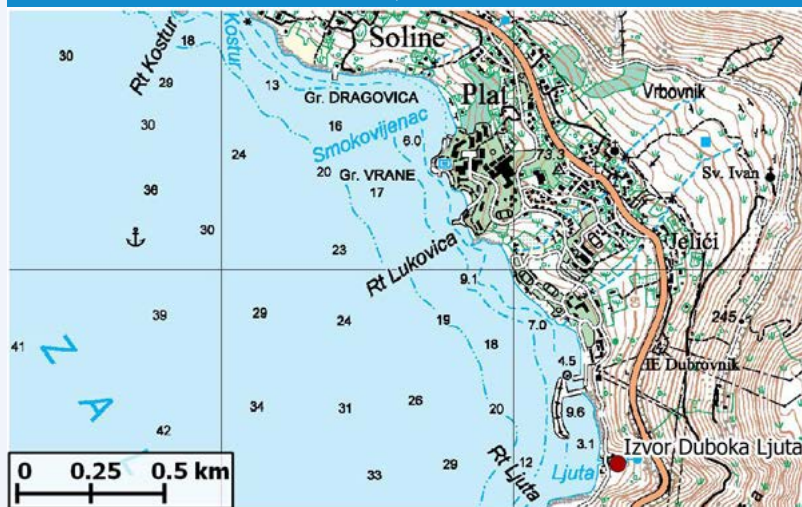 Soline
Rt Kostur
Kostur
30
18
29
13
Gr. DRAGOVICA
Plat
Vrbovnik
30
16
Smokovijenac
6.0
24
73.3
20
Gr. VRANE
17
Sv. Ivan
36
30
23
Rt Lukovica
Jelići
9.1
39
29
24
19
7.0
245
41
18
HE Dubrovnik
4.5
Z
A
34
31
26
20
9.6
42
3.1
Izvor Duboka Ljuta
Rt Ljuta
Ljuta
33
29
12
0 0.25 0.5 km